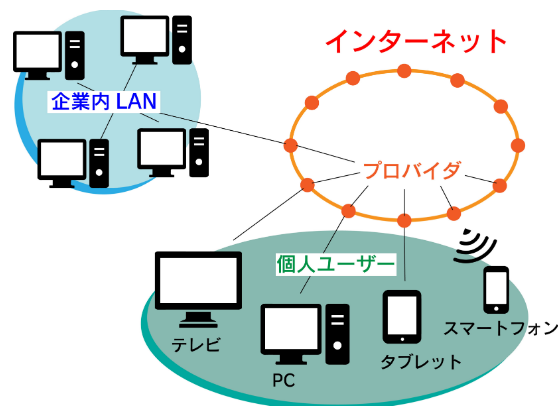 インターネット
企業内 LAN
プロバイダ
個人ユーザー
テレビ
PC
タブレット
スマートフォン